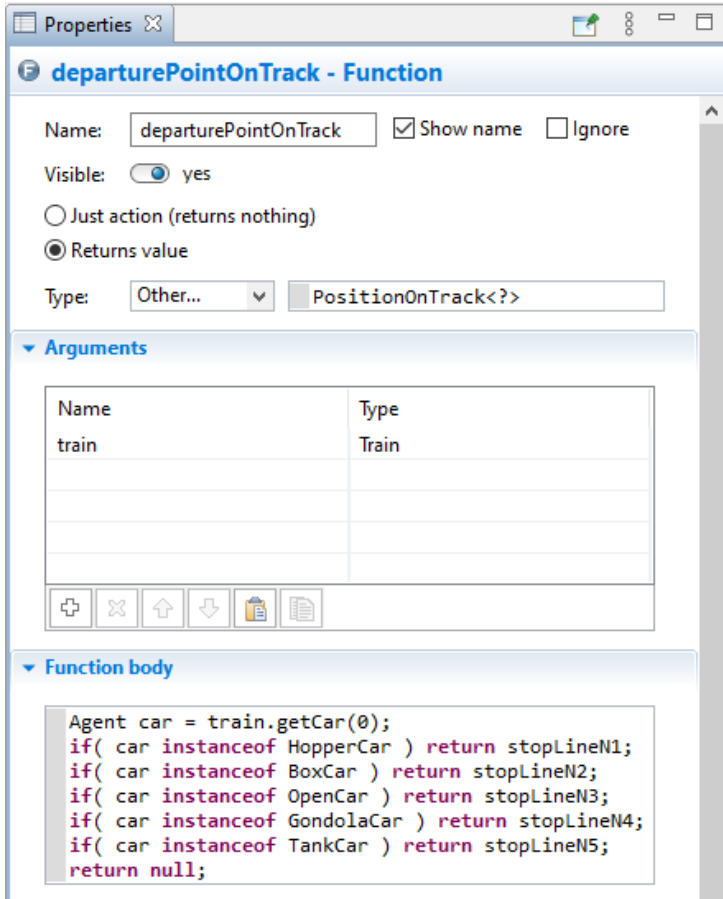 Properties
F departurePointOnTrack - Function
Name: departurePointOnTrack Show name Ignore
Visible: yes
Just action (returns nothing)
Returns value
Type: Other... PositionOnTrack<?>
Arguments
Name Type
train Train
Function body
Agent car = train.getCar(0);
if( car instanceof HopperCar ) return stopLineN1;
if( car instanceof BoxCar ) return stopLineN2;
if( car instanceof OpenCar ) return stopLineN3;
if( car instanceof GondolaCar ) return stopLineN4;
if( car instanceof TankCar ) return stopLineN5;
return null;